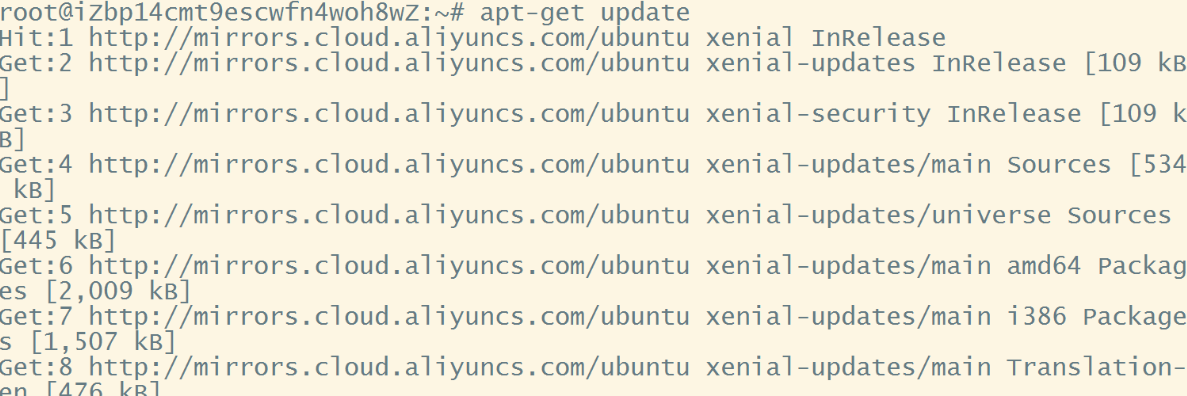 root@iZbp14cmt9escwfn4woh8wZ:~# apt-get update
Hit:1 http://mirrors.cloud.aliyuncs.com/ubuntu xenial InRelease
Get:2 http://mirrors.cloud.aliyuncs.com/ubuntu xenial-updates InRelease [109 kB
]
Get:3 http://mirrors.cloud.aliyuncs.com/ubuntu xenial-security InRelease [109 k
B]
Get:4 http://mirrors.cloud.aliyuncs.com/ubuntu xenial-updates/main Sources [534
 kB]
Get:5 http://mirrors.cloud.aliyuncs.com/ubuntu xenial-updates/universe Sources
[445 kB]
Get:6 http://mirrors.cloud.aliyuncs.com/ubuntu xenial-updates/main amd64 Packag
es [2,009 kB]
Get:7 http://mirrors.cloud.aliyuncs.com/ubuntu xenial-updates/main i386 Package
s [1,507 kB]
Get:8 http://mirrors.cloud.aliyuncs.com/ubuntu xenial-updates/main Translation-
en [476 kB]